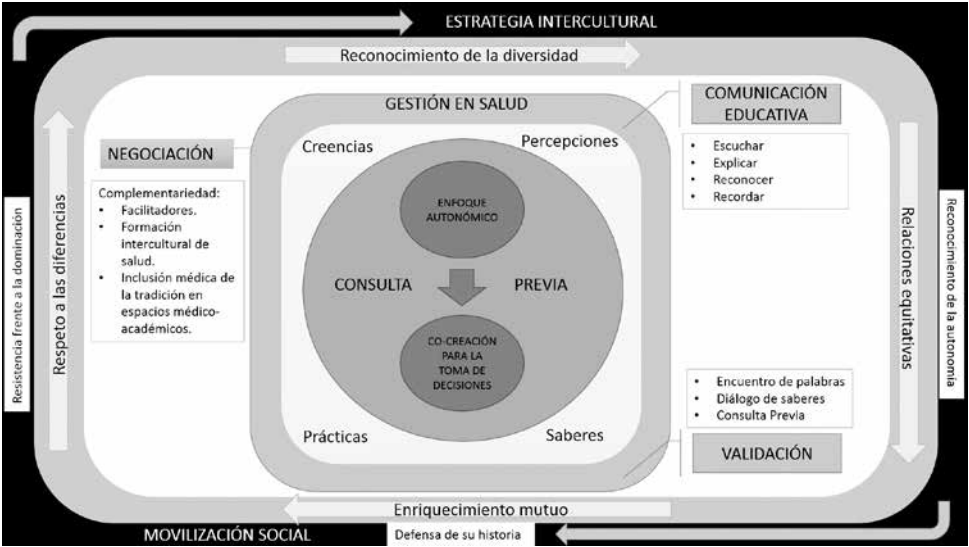 ESTRATEGIA INTERCULTURAL
Reconocimiento de la diversidad
GESTIÓN EN SALUD
COMUNICACIÓN
EDUCATIVA
• Escuchar
• Explicar
• Reconocer
• Recordar
NEGOCIACIÓN
Complementariedad:
• Facilitadores.
• Formación
intercultural de
salud.
• Inclusión médica de
la tradición en
espacios médico-
académicos.
Creencias
Percepciones
ENFOQUE
AUTONÓMICO
CONSULTA
PREVIA
CO-CREACIÓN
PARA LA
TOMA DE
DECISIONES
Prácticas
Saberes
Resistencia frente a la dominación
Respeto a las diferencias
Relaciones equitativas
Reconocimiento de la autonomía
• Encuentro de palabras
• Diálogo de saberes
• Consulta Previa
VALIDACIÓN
Enriquecimiento mutuo
MOVILIZACIÓN SOCIAL
Defensa de su historia